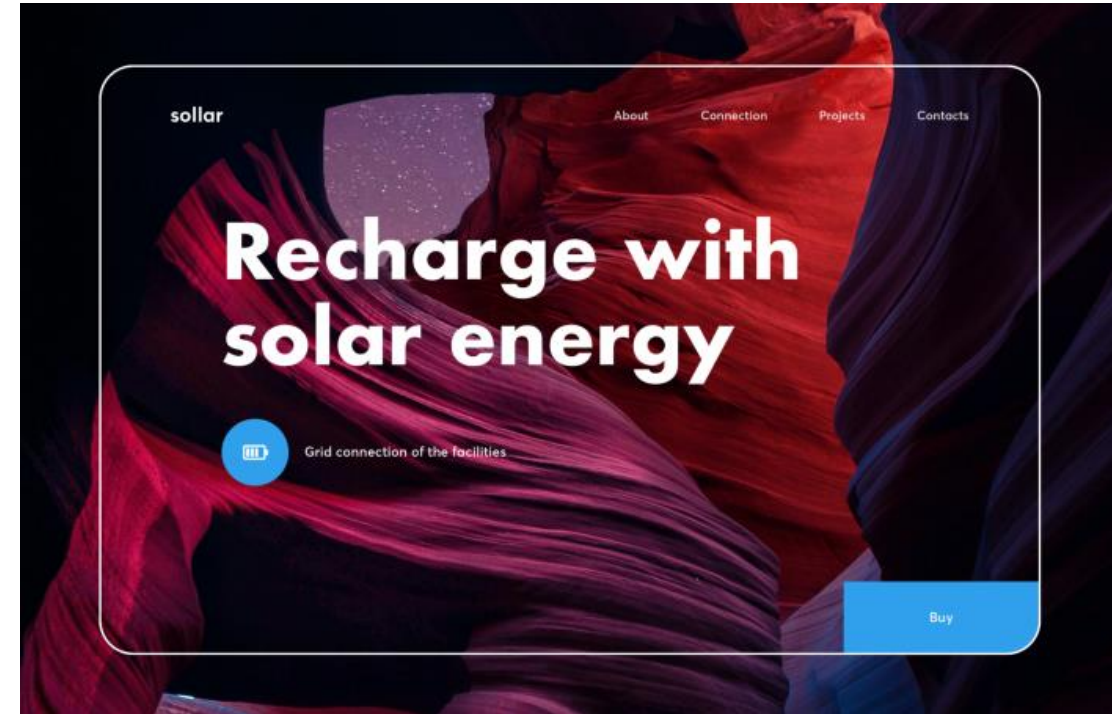 sollar
About
Connection
Projects
Contacts
Recharge with
solar energy
Grid connection of the facilities
Buy